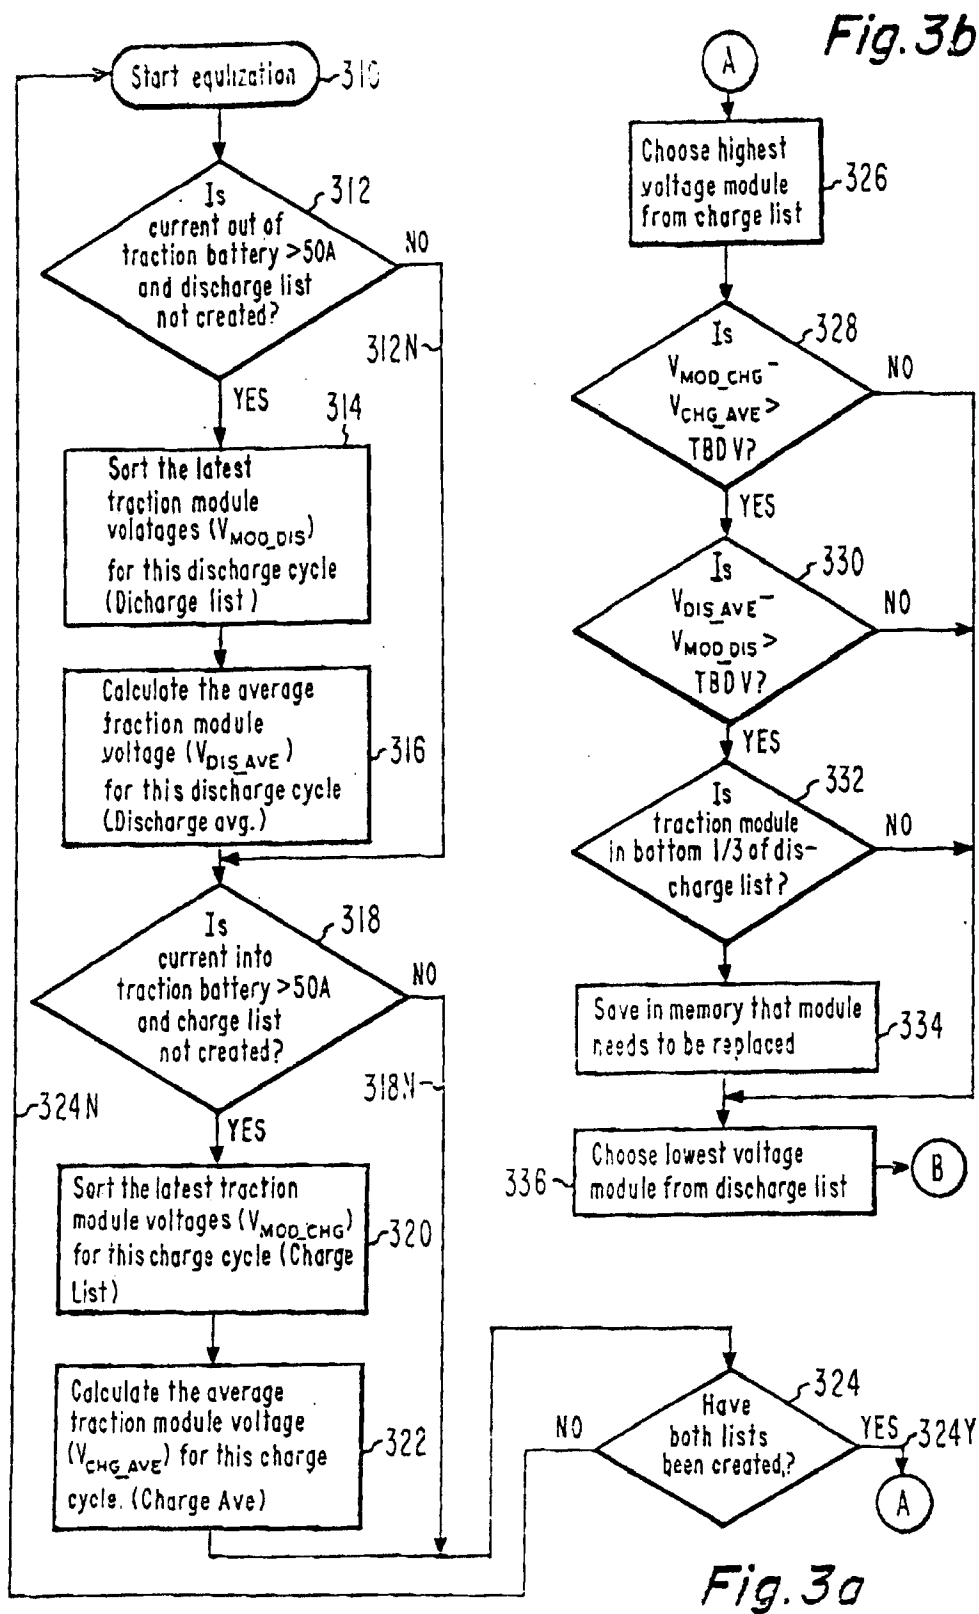 Start equlization
310
Is
current out of
traction battery >50A
and discharge list
not created?
312
NO
312N
YES
314
Sort the latest
traction module
volatages (VMOD_DIS)
for this discharge cycle
(Dicharge list)
Calculate the average
traction module
voltage (VDIS_AVE)
for this discharge cycle
(Discharge avg.)
316
Is
current into
traction battery >50A
and charge list
not created?
318
NO
318N
324N
YES
Sort the latest traction
module voltages (VMOD_CHG)
for this charge cycle (Charge
List)
320
Calculate the average
traction module voltage
(VCHG_AVE) for this charge
cycle. (Charge Ave)
322
Have
both lists
been created,?
324
NO
YES
324Y
A
Fig.3a
Fig.3b
A
Choose highest
voltage module
from charge list
326
Is
VMOD_CHG-
VCHG_AVE>
TBD V?
328
NO
YES
Is
VDIS_AVE-
VMOD_DIS>
TBD V?
330
NO
YES
Is
traction module
in bottom 1/3 of dis-
charge list?
332
NO
Save in memory that module
needs to be replaced
334
Choose lowest voltage
module from discharge list
336
B